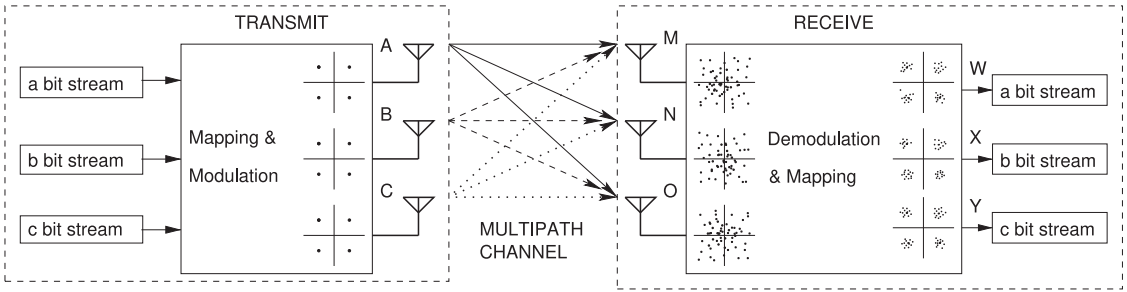 TRANSMIT
RECEIVE
A
M
a bit stream
W
a bit stream
B
N
Mapping &
Modulation
Demodulation
& Mapping
X
b bit stream
b bit stream
C
O
Y
c bit stream
c bit stream
MULTIPATH
CHANNEL